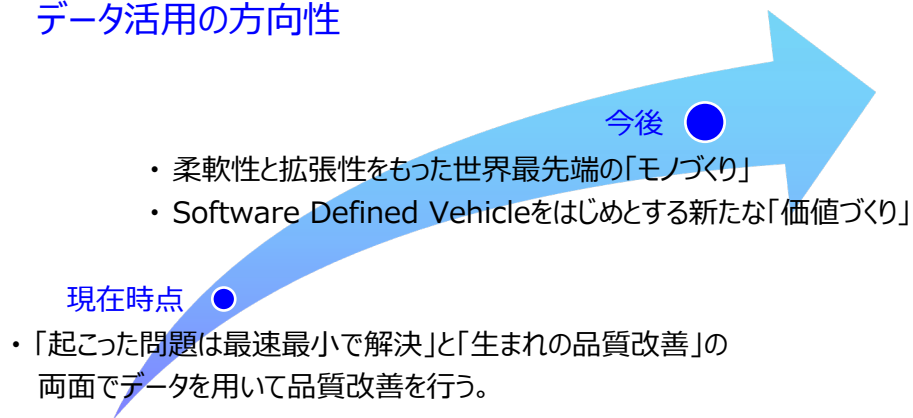 データ活用の方向性
今後
・ 柔軟性と拡張性をもった世界最先端の「モノづくり」
・ Software Defined Vehicleをはじめとする新たな「価値づくり」
現在時点
・ 「起こった問題は最速最小で解決」と「生まれの品質改善」の
両面でデータを用いて品質改善を行う。